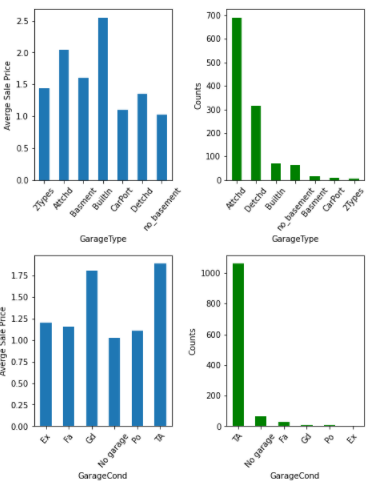 Averge Sale Price
2.5
2.0
1.5
1.0
0.5
0.0
2Types
Attchd
Basment
BuiltIn
CarPort
Detchd
no_basement
GarageType
Counts
700
600
500
400
300
200
100
0
Attchd
Detchd
BuiltIn
no_basement
Basment
CarPort
2Types
GarageType
Averge Sale Price
1.75
1.50
1.25
1.00
0.75
0.50
0.25
0.00
Ex
Fa
Gd
No garage
Po
TA
GarageCond
Counts
1000
800
600
400
200
0
TA
No garage
Fa
Gd
Po
Ex
GarageCond